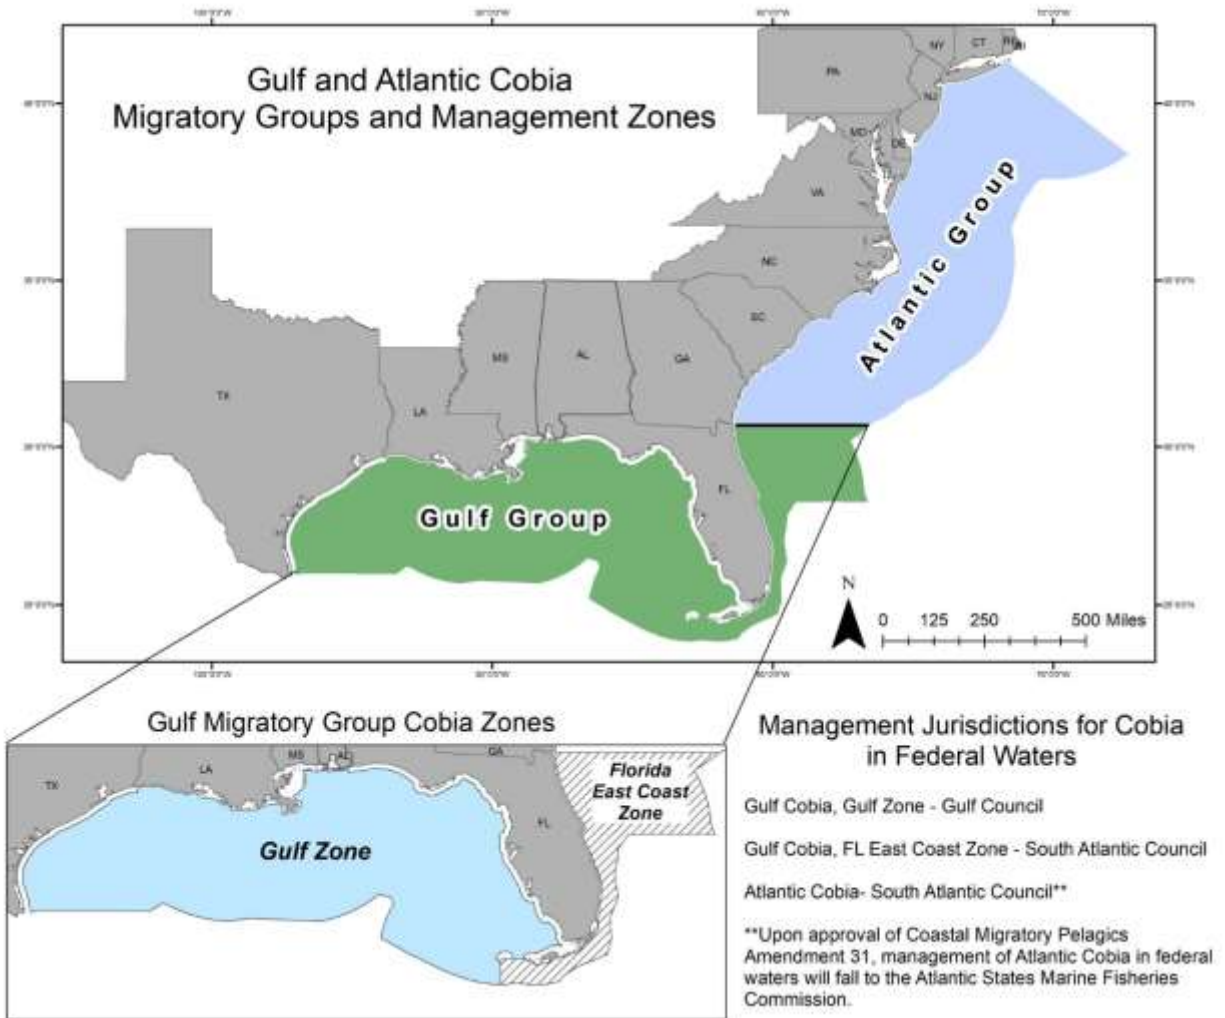 Gulf and Atlantic Cobia
Migratory Groups and Management Zones
NY
CT
RI
PA
NJ
MD
DE
VA
NC
SC
MS
AL
GA
TX
LA
FL
Atlantic Group
Gulf Group
N
0 125 250 500 Miles
Gulf Migratory Group Cobia Zones
TX
LA
MS
AL
GA
FL
Florida
East Coast
Zone
Gulf Zone
Management Jurisdictions for Cobia
in Federal Waters
Gulf Cobia, Gulf Zone - Gulf Council
Gulf Cobia, FL East Coast Zone - South Atlantic Council
Atlantic Cobia- South Atlantic Council**
**Upon approval of Coastal Migratory Pelagics
Amendment 31, management of Atlantic Cobia in federal
waters will fall to the Atlantic States Marine Fisheries
Commission.